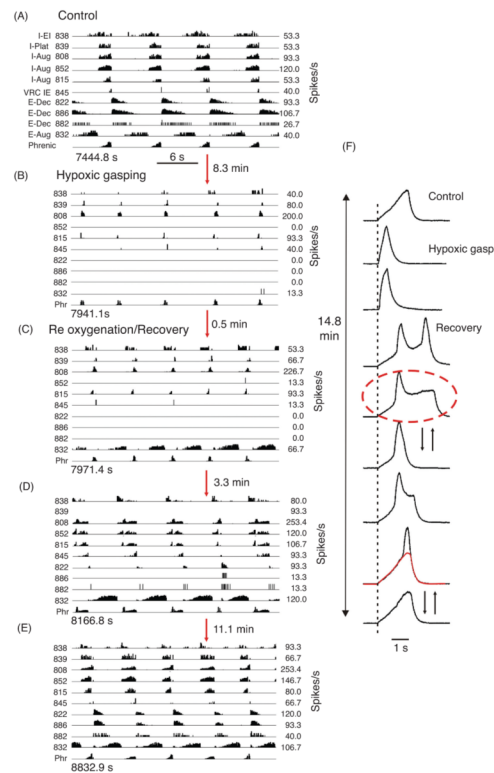 (A) Control
I-EI 838 53.3
I-Plat 839 53.3
I-Aug 808 93.3
I-Aug 852 120.0
I-Aug 815 53.3
VRC IE 845 40.0
E-Dec 822 93.3
E-Dec 886 106.7
E-Dec 882 26.7
E-Aug 832 40.0
Phrenic
Spikes/s
7444.8 s 6 s
8.3 min
(B) Hypoxic gasping
838 40.0
839 80.0
808 200.0
852 0.0
815 93.3
845 40.0
822 0.0
886 0.0
882 0.0
832 13.3
Phr
Spikes/s
7941.1s
0.5 min
(C) Re oxygenation/Recovery
838 53.3
839 66.7
808 226.7
852 13.3
815 93.3
845 13.3
822 0.0
886 0.0
882 0.0
832 66.7
Phr
Spikes/s
7971.4 s
3.3 min
(D)
838 80.0
839 93.3
808 253.4
852 120.0
815 106.7
845 93.3
822 93.3
886 13.3
882 13.3
832 120.0
Phr
Spikes/s
8166.8 s
11.1 min
(E)
838 93.3
839 66.7
808 253.4
852 146.7
815 80.0
845 66.7
822 120.0
886 93.3
882 40.0
832 106.7
Phr
Spikes/s
8832.9 s
(F)
Control
Hypoxic gasp
14.8
min
Recovery
1 s